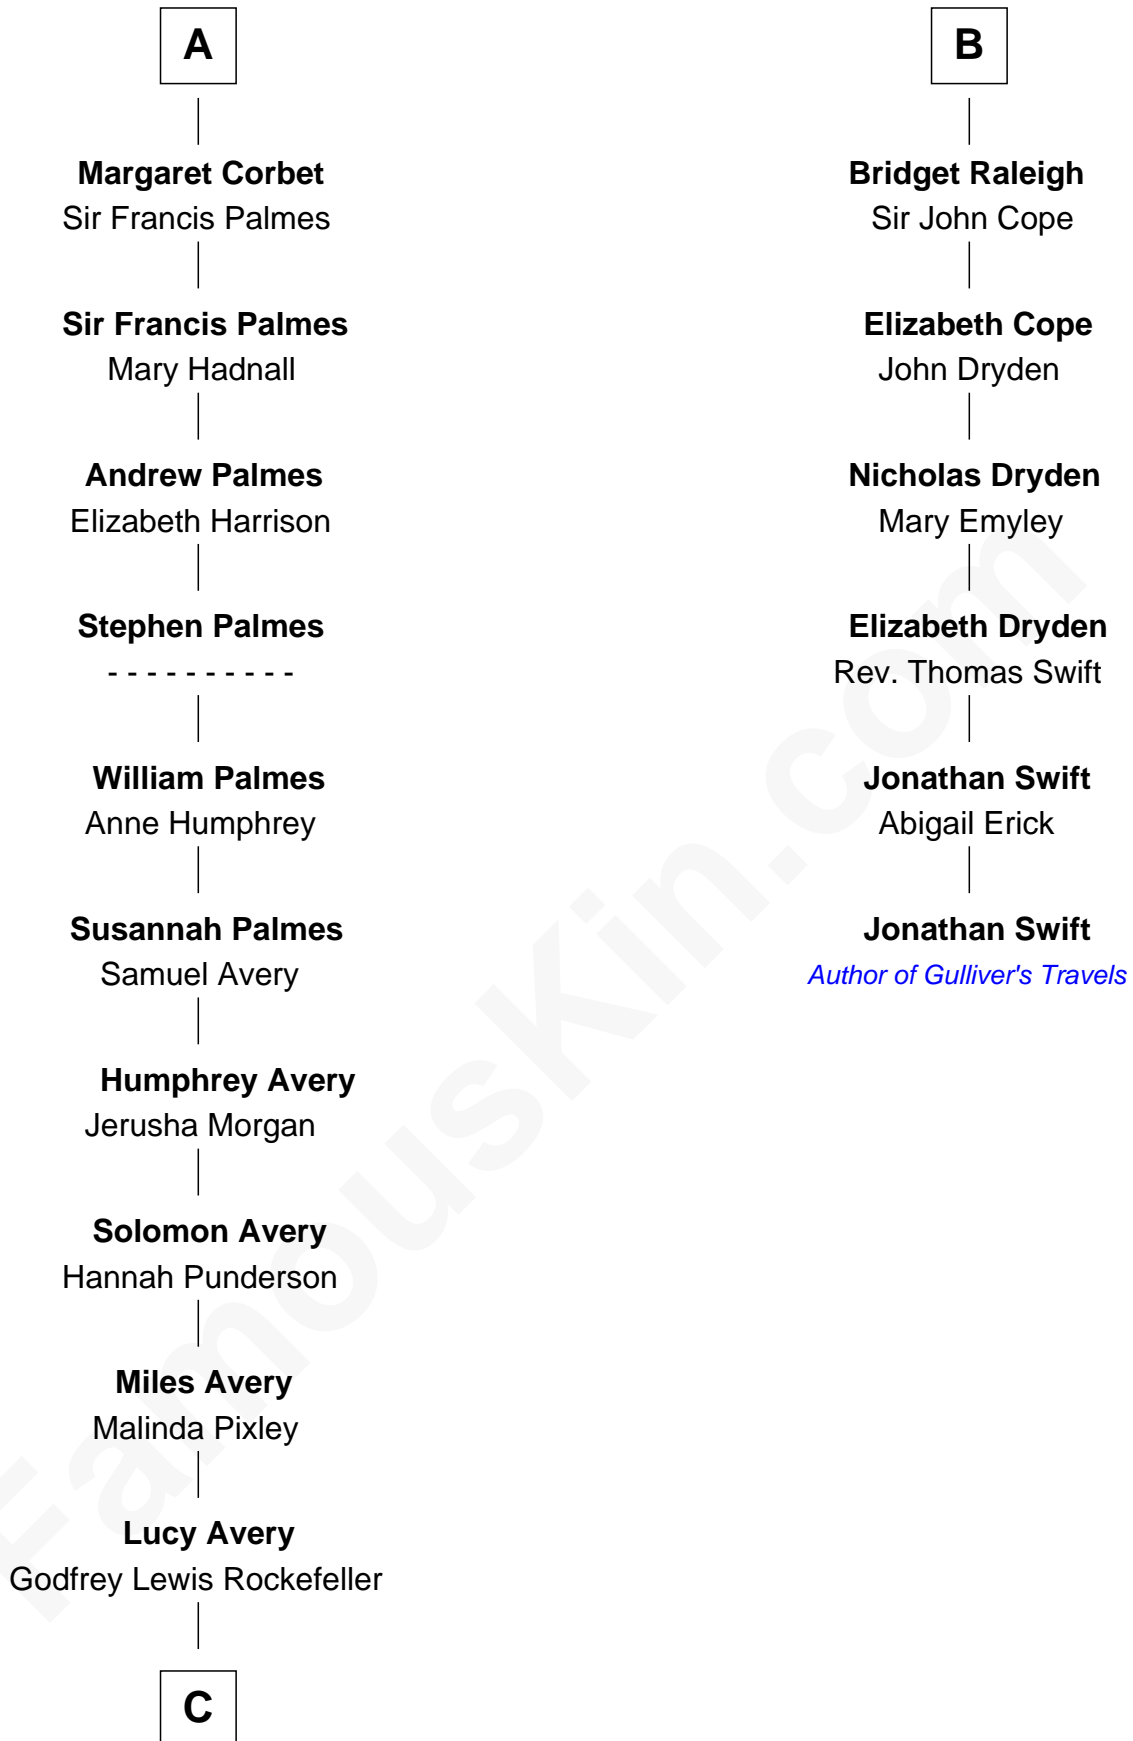 A
Margaret Corbet
Sir Francis Palmes
Sir Francis Palmes
Mary Hadnall
Andrew Palmes
Elizabeth Harrison
Stephen Palmes
- - - - - - - - - -
William Palmes
Anne Humphrey
Susannah Palmes
Samuel Avery
Humphrey Avery
Jerusha Morgan
Solomon Avery
Hannah Punderson
Miles Avery
Malinda Pixley
Lucy Avery
Godfrey Lewis Rockefeller
C
B
Bridget Raleigh
Sir John Cope
Elizabeth Cope
John Dryden
Nicholas Dryden
Mary Emyley
Elizabeth Dryden
Rev. Thomas Swift
Jonathan Swift
Abigail Erick
Jonathan Swift
Author of Gulliver's Travels
FamousKin.com